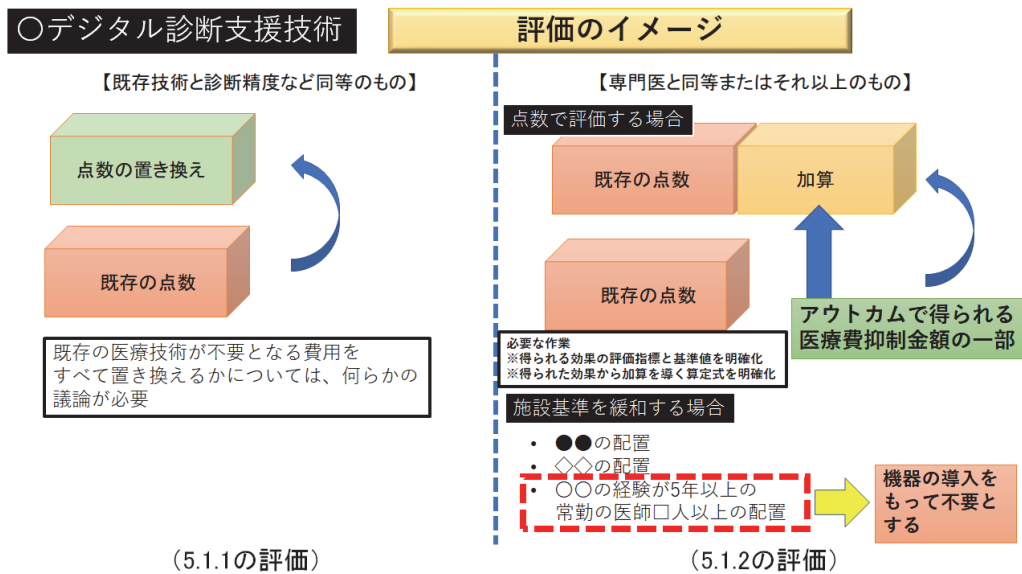 〇デジタル診断支援技術
評価のイメージ
【既存技術と診断精度など同等のもの】
点数の置き換え
既存の点数
既存の医療技術が不要となる費用を
すべて置き換えるかについては、何らかの
議論が必要
(5.1.1の評価)
【専門医と同等またはそれ以上のもの】
点数で評価する場合
既存の点数
加算
既存の点数
アウトカムで得られる
医療費抑制金額の一部
必要な作業
※得られる効果の評価指標と基準値を明確化
※得られた効果から加算を導く算定式を明確化
施設基準を緩和する場合
• ●●の配置
• ◇◇の配置
• 〇〇の経験が5年以上の
常勤の医師□人以上の配置
機器の導入を
もって不要と
する
(5.1.2の評価)